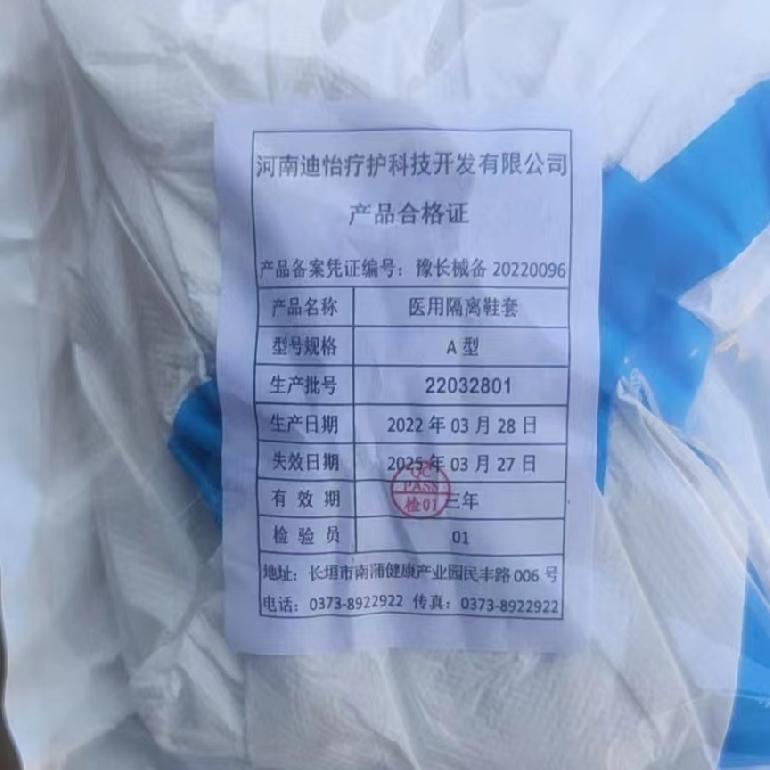 河南迪怡疗护科技开发有限公司
产品合格证
产品备案凭证编号：豫长械备 20220096
产品名称 医用隔离鞋套
型号规格 A 型
生产批号 22032801
生产日期 2022 年 03 月 28 日
失效日期 2025 年 03 月 27 日
有 效 期 三年
QC
PASS
检01
检 验 员 01
地址：长垣市南蒲健康产业园民丰路 006 号
电话：0373-8922922 传真：0373-8922922